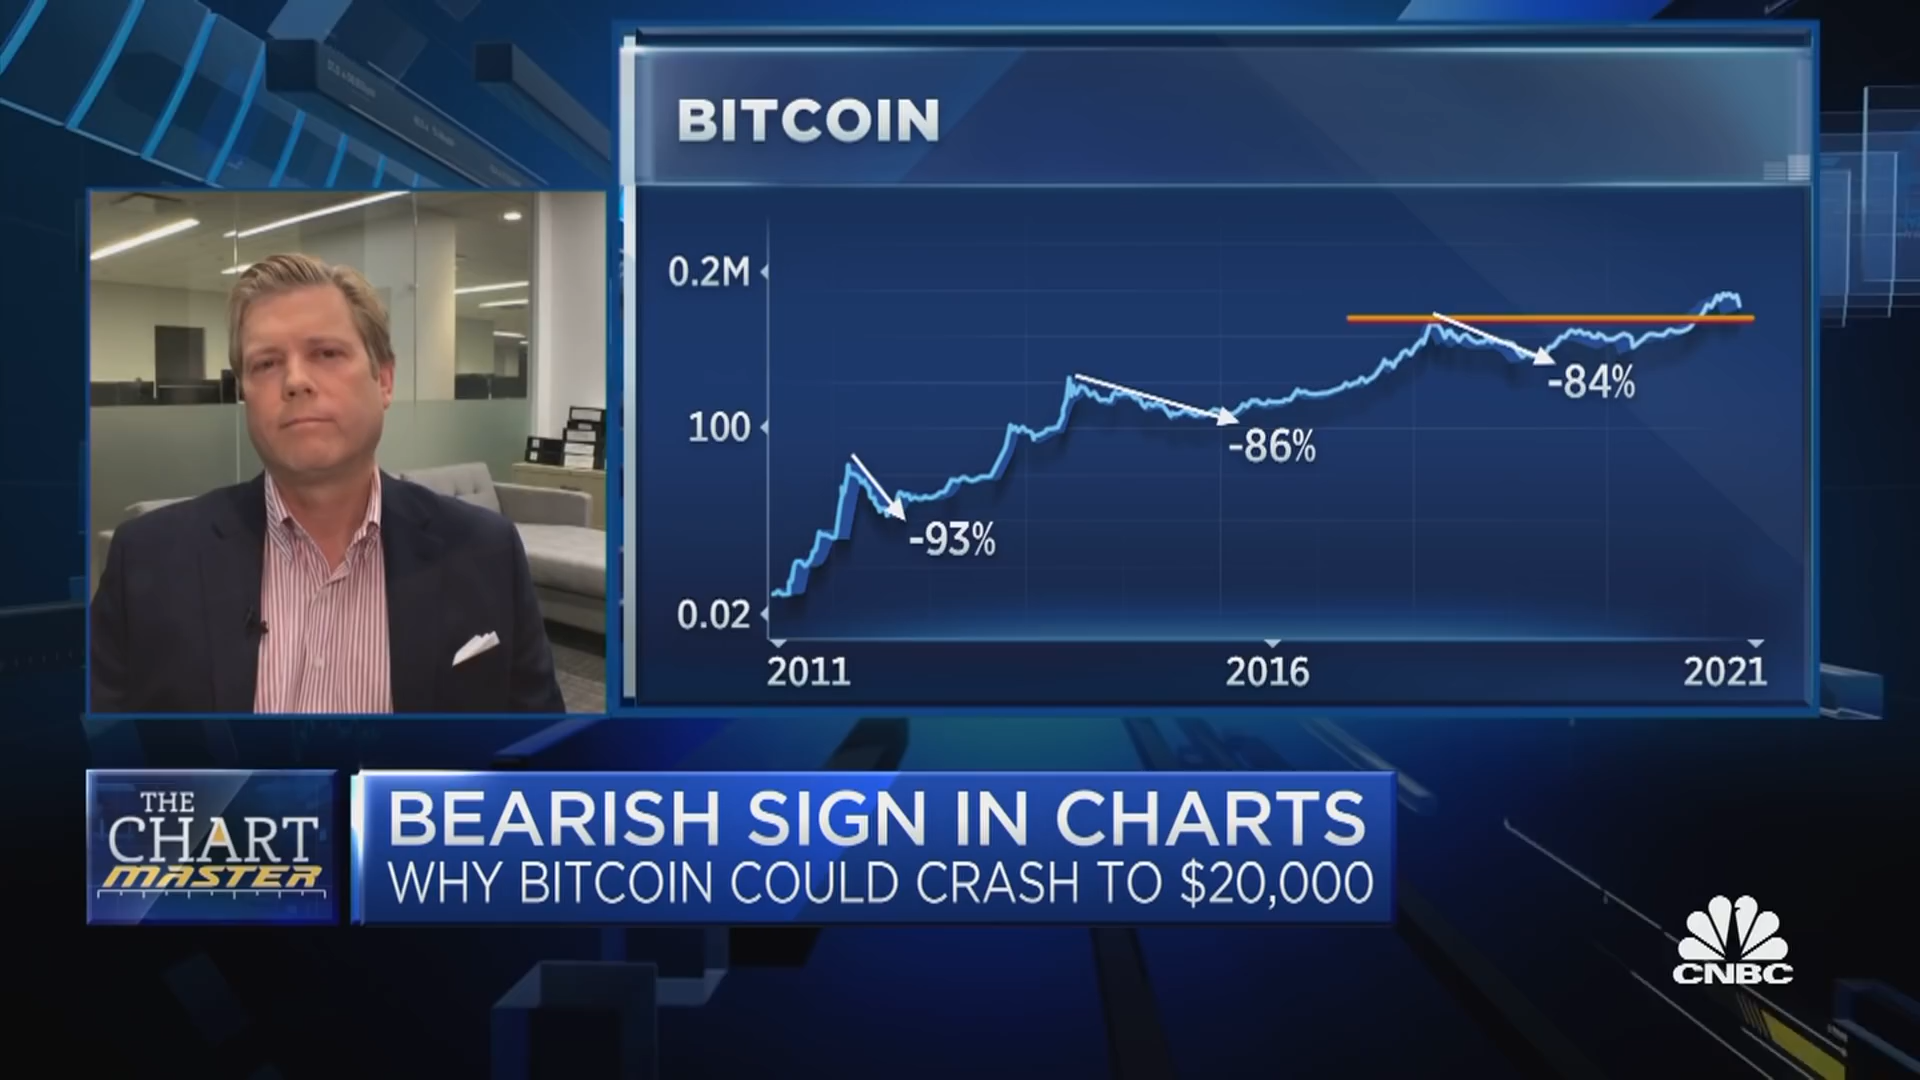 BITCOIN
0.2M
100
0.02
-93%
-86%
-84%
2011
2016
2021
THE
CHART
MASTER
BEARISH SIGN IN CHARTS
WHY BITCOIN COULD CRASH TO $20,000
CNBC